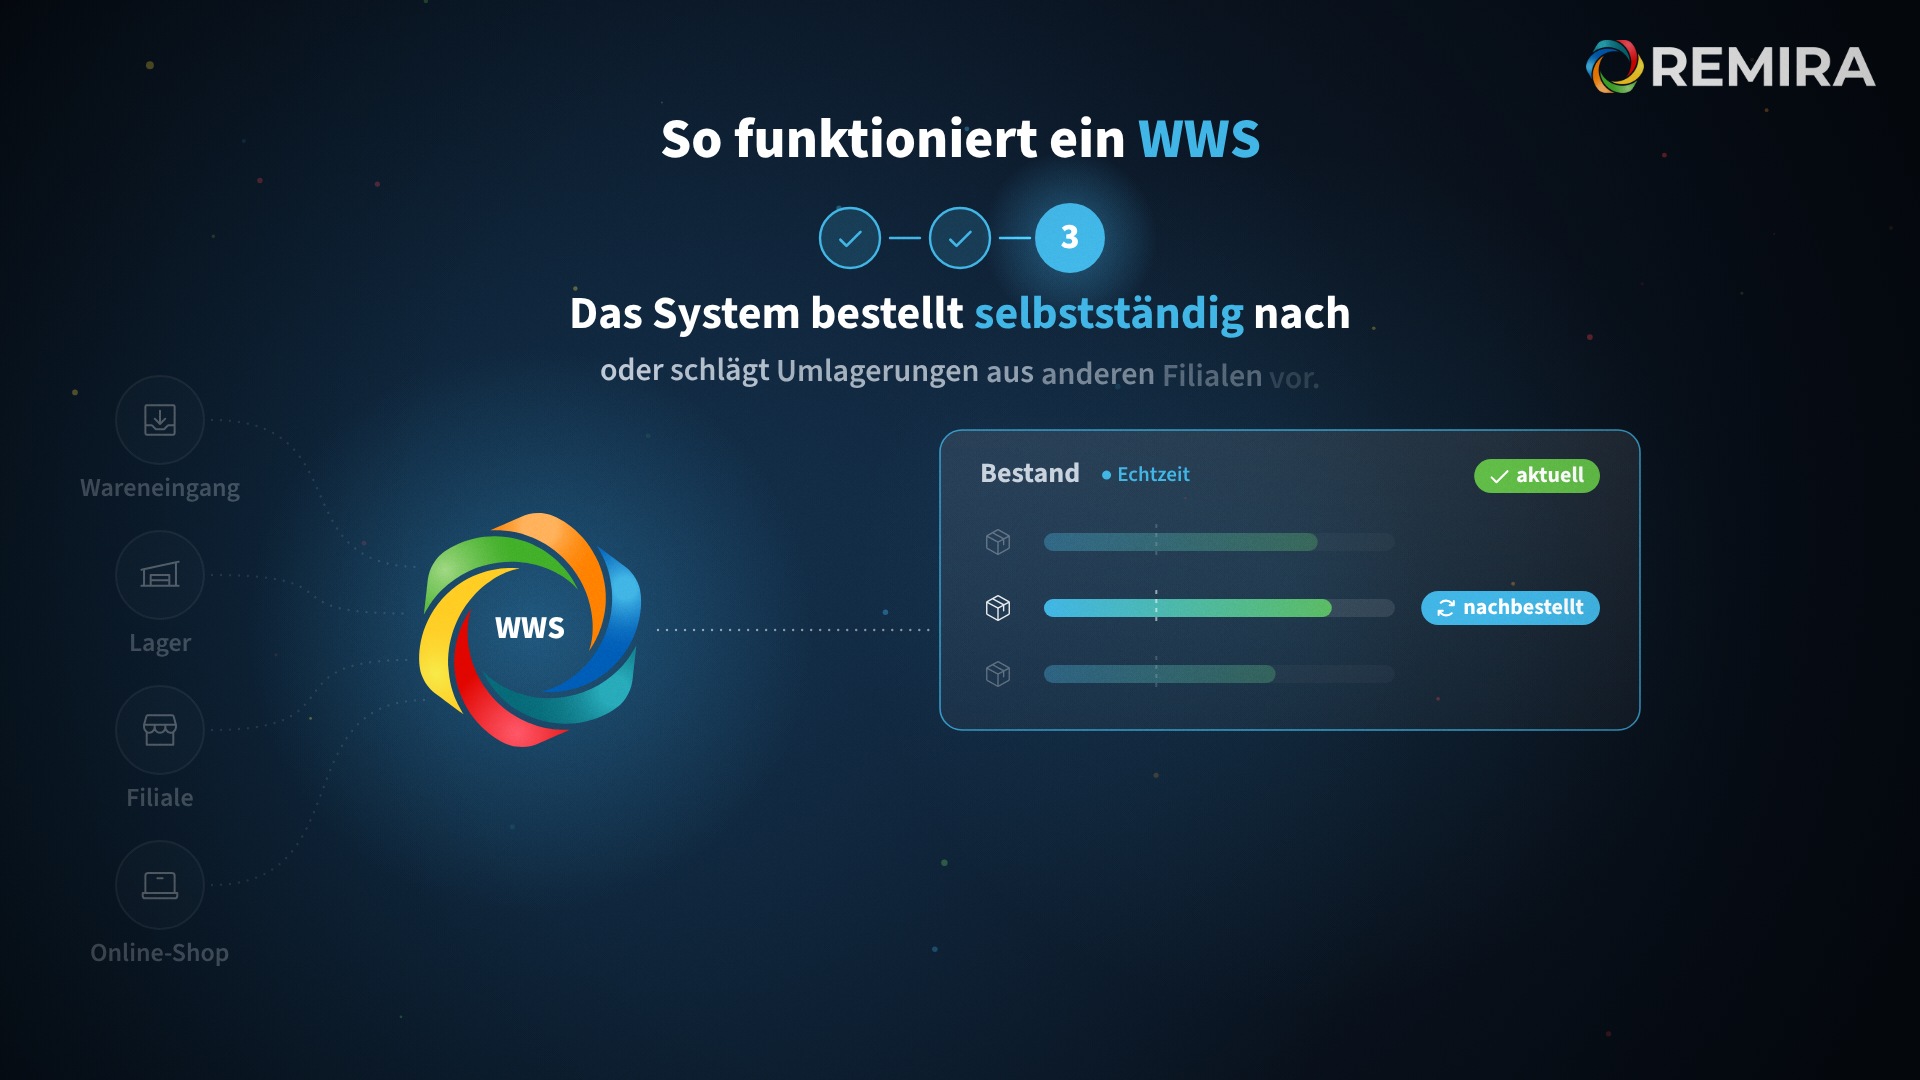 REMIRA
So funktioniert ein WWS
3
Das System bestellt selbstständig nach
oder schlägt Umlagerungen aus anderen Filialen vor.
Wareneingang
Lager
Filiale
Online-Shop
WWS
Bestand • Echtzeit
aktuell
nachbestellt